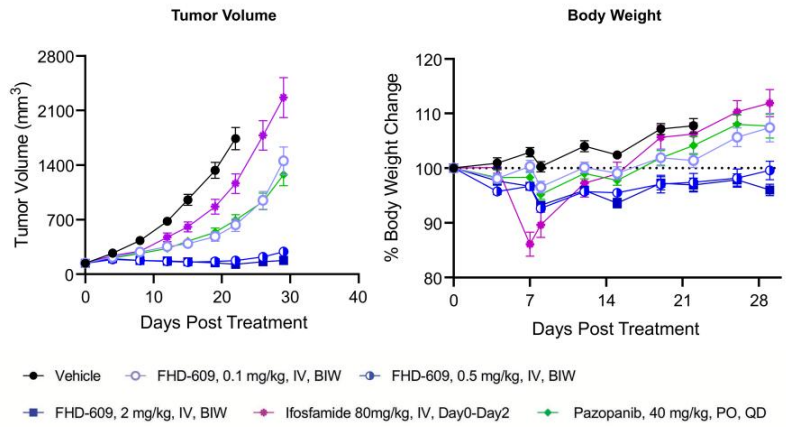 Tumor Volume
Body Weight
Tumor Volume (mm³)
2800
2100
1400
700
0
0 10 20 30 40
Days Post Treatment
% Body Weight Change
120
110
100
90
80
0 7 14 21 28
Days Post Treatment
Vehicle FHD-609, 0.1 mg/kg, IV, BIW FHD-609, 0.5 mg/kg, IV, BIW
FHD-609, 2 mg/kg, IV, BIW Ifosfamide 80mg/kg, IV, Day0-Day2 Pazopanib, 40 mg/kg, PO, QD